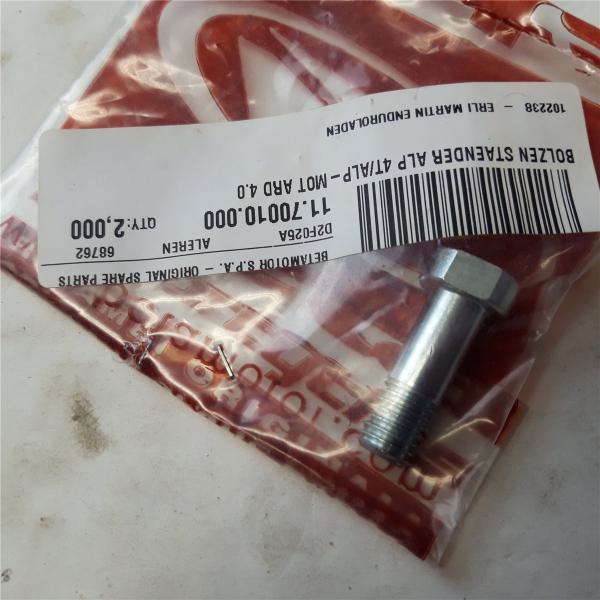 BETAMOTOR S.P.A. - ORIGINAL SPARE PARTS
D2F025A ALEREN 68762
11.70010.000 QTY: 2,000
BOLZEN STAENDER ALP 4T/ALP-MOT ARD 4.0
102238 - ERLI MARTIN ENDUROLADEN